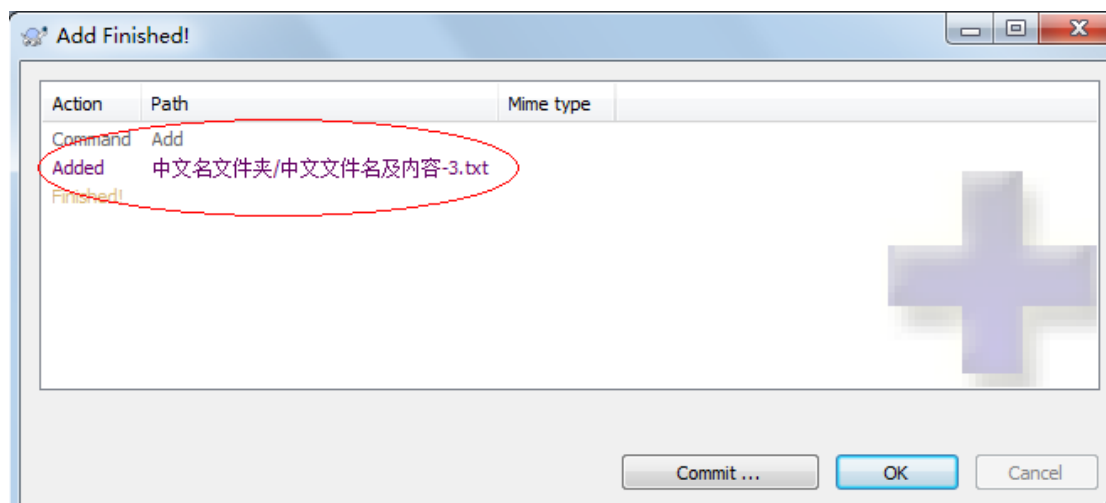 Add Finished!
Action Path Mime type
Command Add
Added 中文名文件夹/中文文件名及内容-3.txt
Finished!
Commit ... OK Cancel